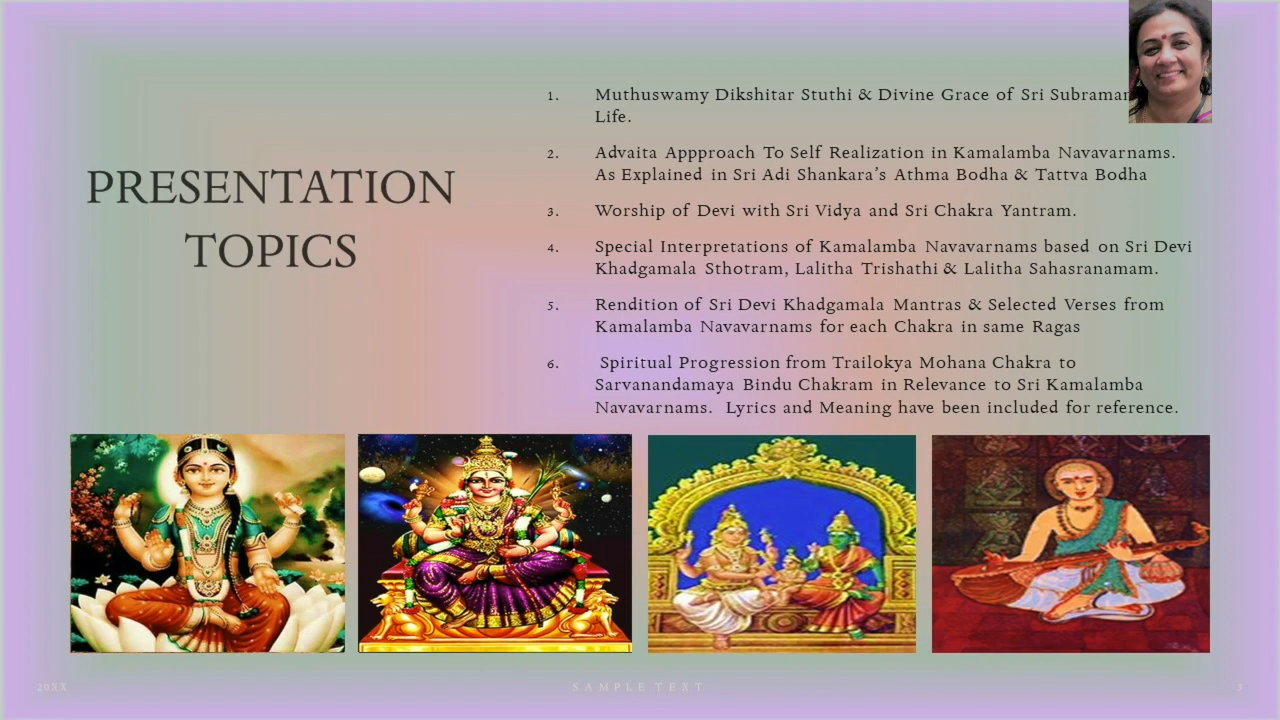 PRESENTATION
TOPICS
1. Muthuswamy Dikshitar Stuthi & Divine Grace of Sri
Life.
2. Advaita Appproach To Self Realization in Kamalamba Navavarnams.
As Explained in Sri Adi Shankara's Athma Bodha & Tattva Bodha
3. Worship of Devi with Sri Vidya and Sri Chakra Yantram.
4. Special Interpretations of Kamalamba Navavarnams based on Sri Devi
Khadgamala Sthotram, Lalitha Trishathi & Lalitha Sahasranamam.
5. Rendition of Sri Devi Khadgamala Mantras & Selected Verses from
Kamalamba Navavarnams for each Chakra in same Ragas
6. Spiritual Progression from Trailokya Mohana Chakra to
Sarvanandamaya Bindu Chakram in Relevance to Sri Kamalamba
Navavarnams. Lyrics and Meaning have been included for reference.
20XX
SAMPLE TEXT
3